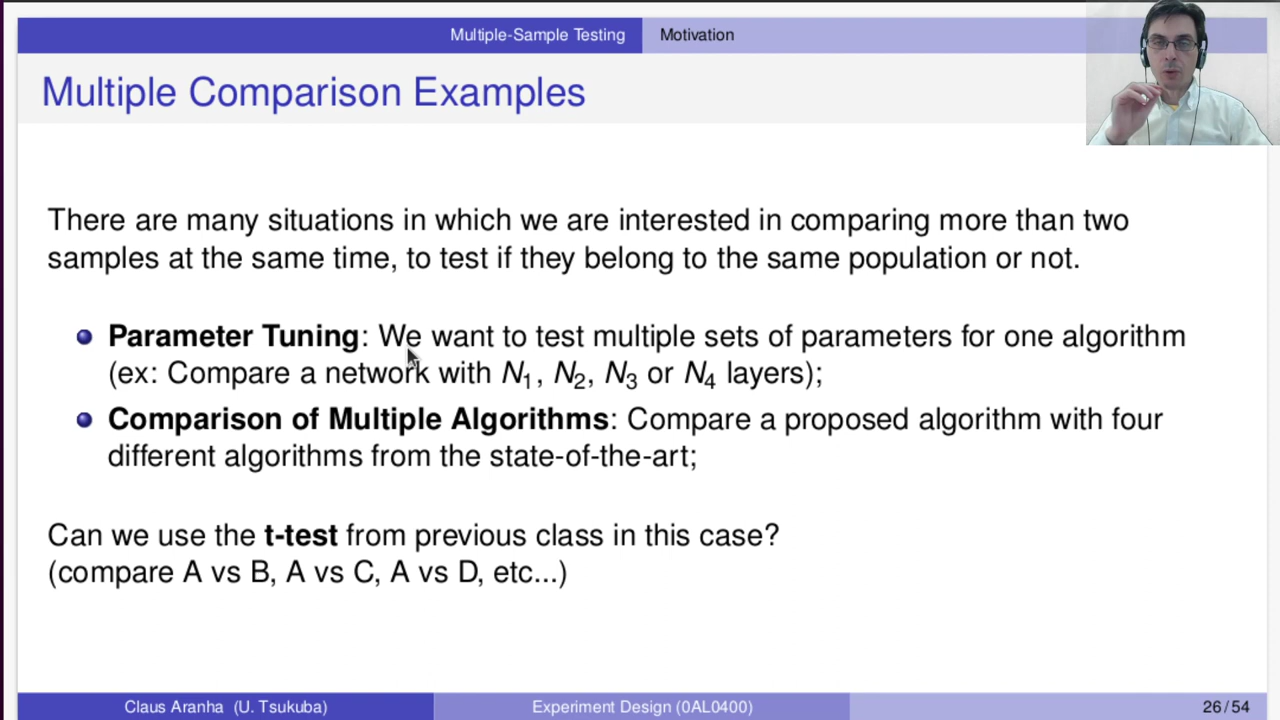 Multiple-Sample Testing Motivation
Multiple Comparison Examples
There are many situations in which we are interested in comparing more than two
samples at the same time, to test if they belong to the same population or not.
Parameter Tuning: We want to test multiple sets of parameters for one algorithm
(ex: Compare a network with N₁, N₂, N₃ or N₄ layers);
Comparison of Multiple Algorithms: Compare a proposed algorithm with four
different algorithms from the state-of-the-art;
Can we use the t-test from previous class in this case?
(compare A vs B, A vs C, A vs D, etc...)
Claus Aranha (U. Tsukuba) Experiment Design (0AL0400) 26/54